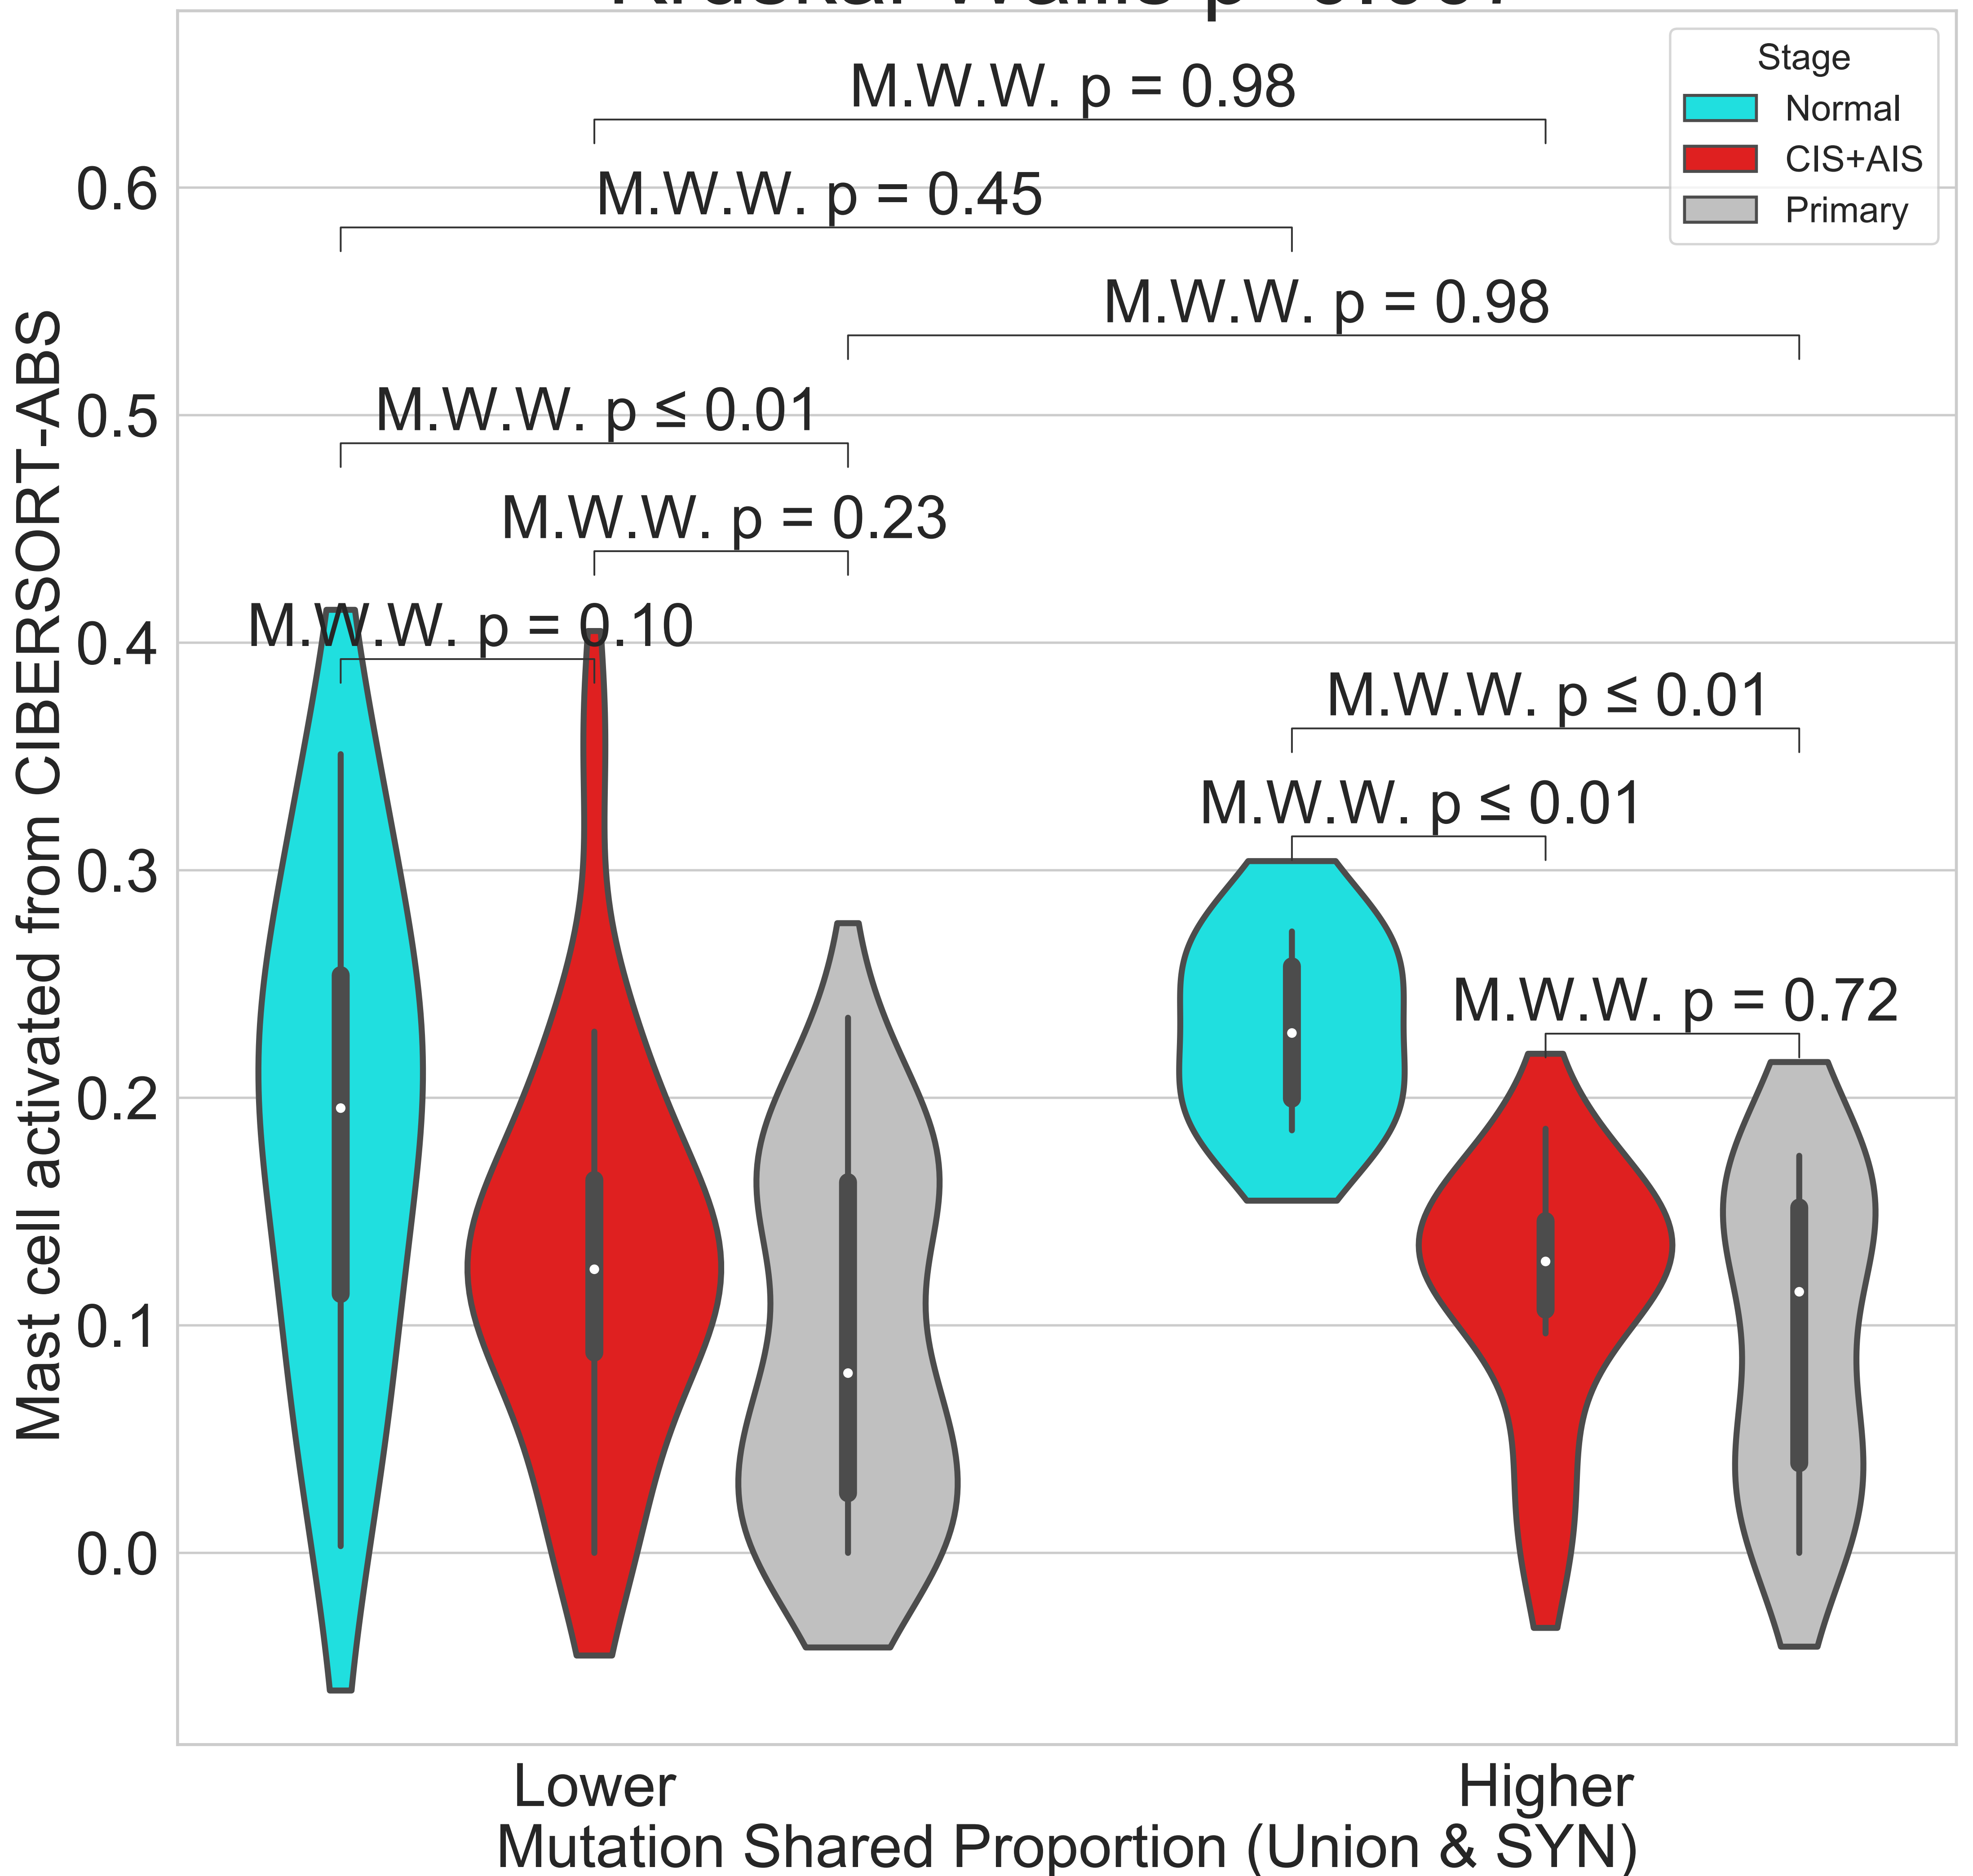 M.W.W. p = 0.98
M.W.W. p = 0.45
M.W.W. p = 0.98
M.W.W. p ≤ 0.01
M.W.W. p = 0.23
M.W.W. p = 0.10
M.W.W. p ≤ 0.01
M.W.W. p ≤ 0.01
M.W.W. p = 0.72
Stage
Normal
CIS+AIS
Primary
Mast cell activated from CIBERSORT-ABS
0.6
0.5
0.4
0.3
0.2
0.1
0.0
Lower
Higher
Mutation Shared Proportion (Union & SYN)